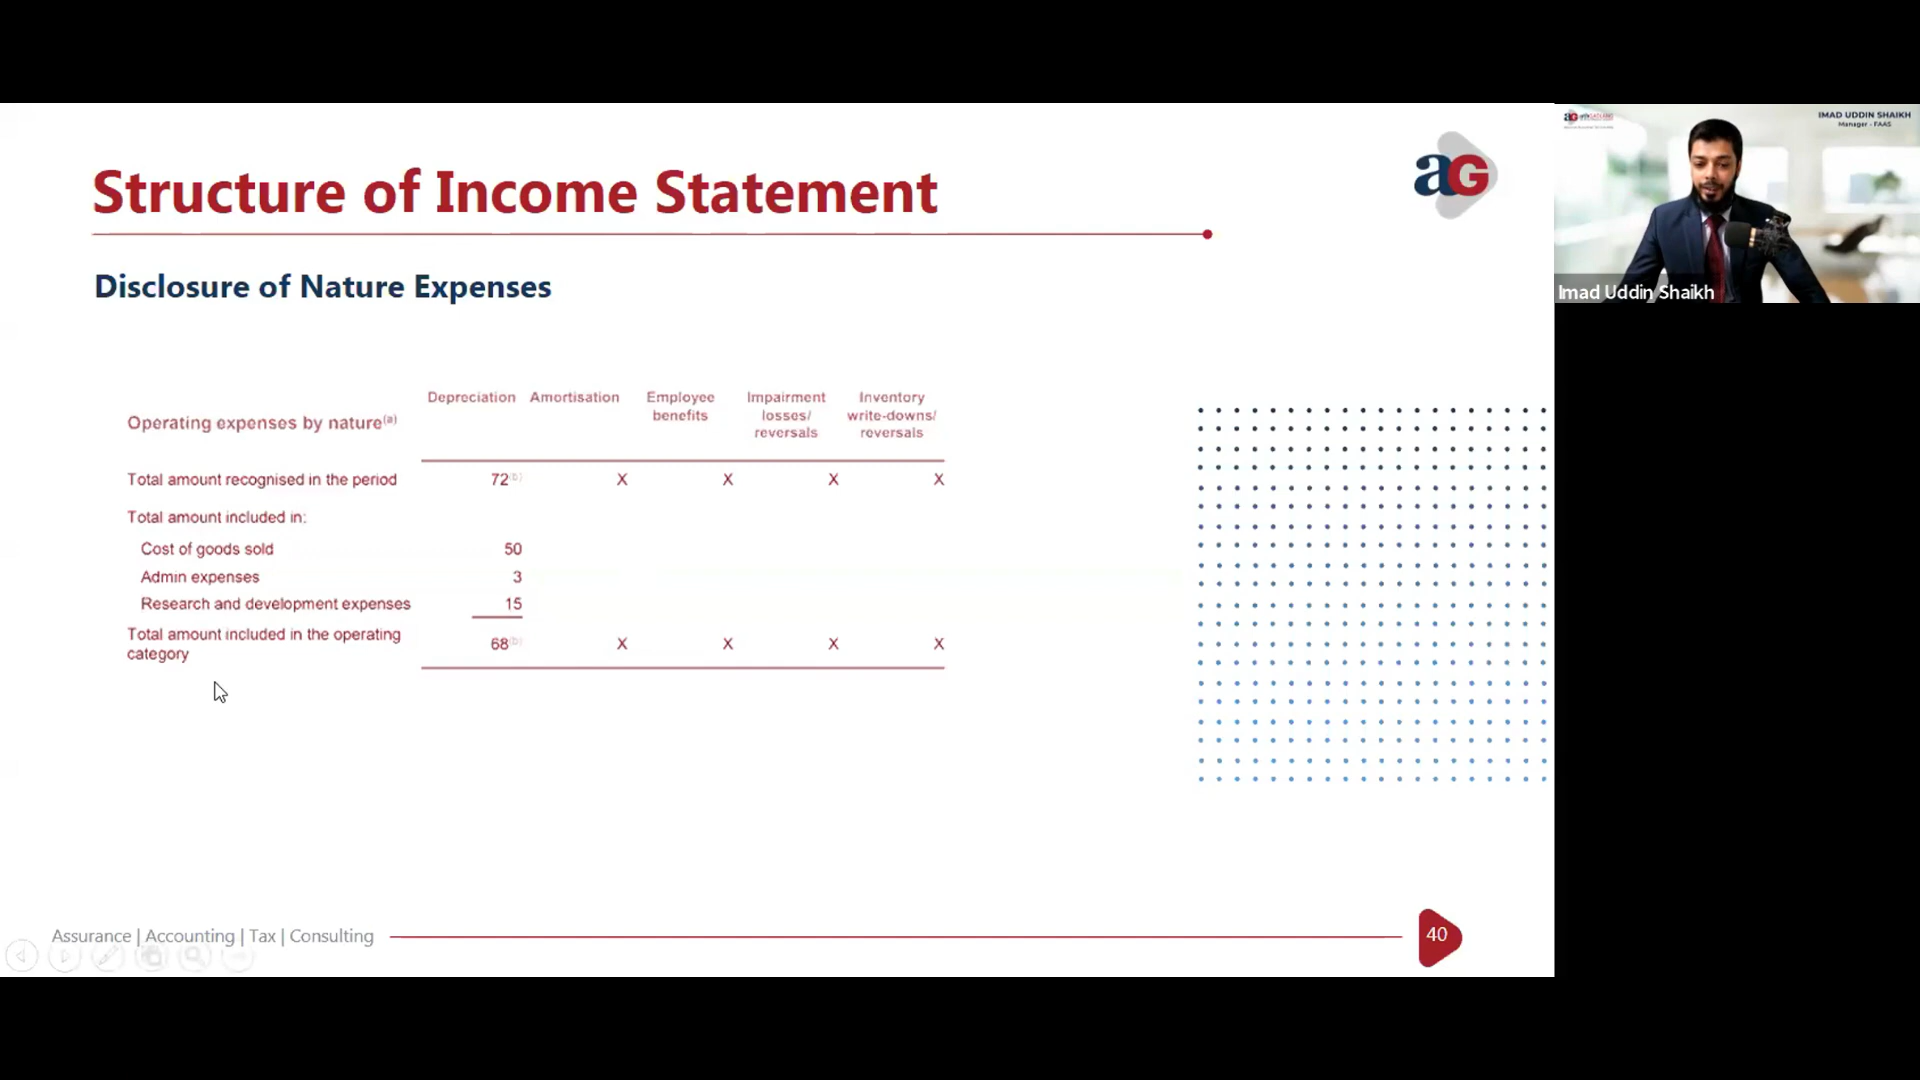 Structure of Income Statement
aG
IMAD UDDIN SHAIKH
Manager - FAAS
Imad Uddin Shaikh
Disclosure of Nature Expenses
Operating expenses by nature(a) Depreciation Amortisation Employee benefits Impairment losses/ reversals Inventory write-downs/ reversals
Total amount recognised in the period 72(b) X X X X
Total amount included in:
Cost of goods sold 50
Admin expenses 3
Research and development expenses 15
Total amount included in the operating
category 68(b) X X X X
Assurance | Accounting | Tax | Consulting
40